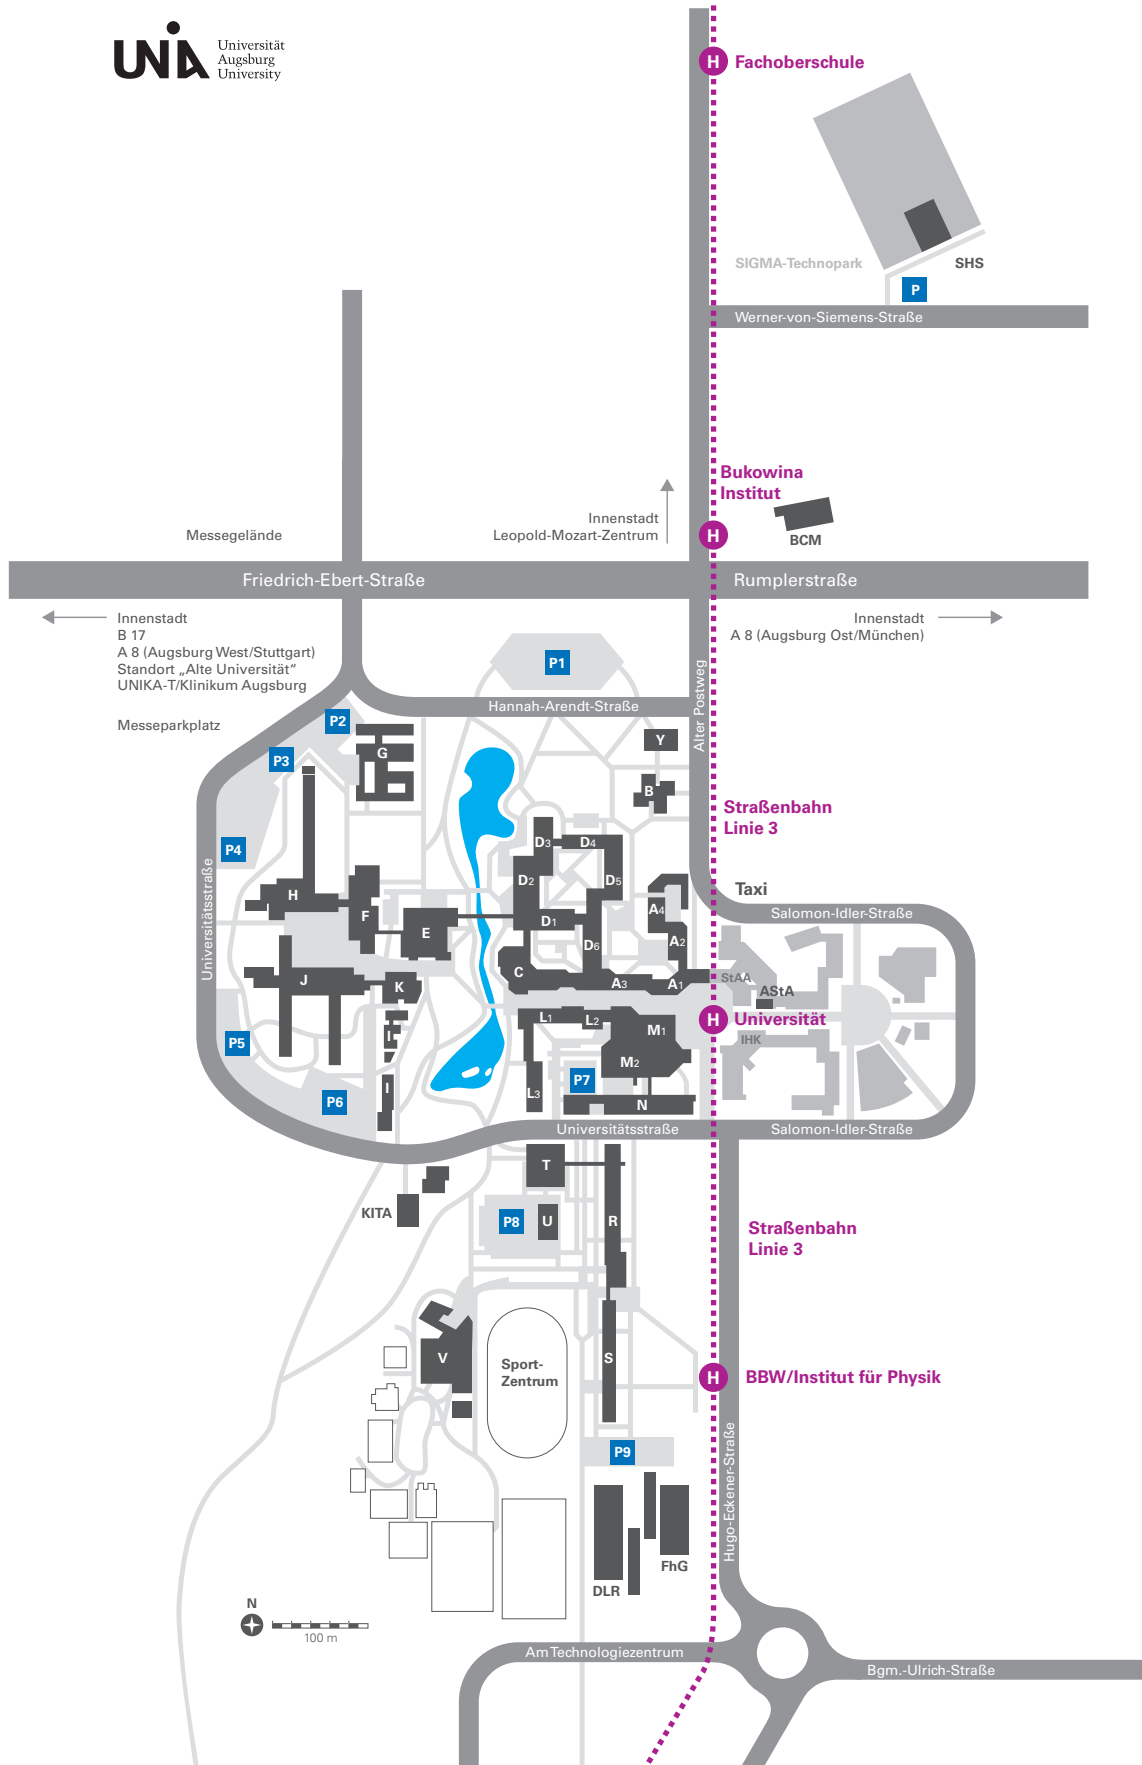 UNIA
Universität
Augsburg
University
H Fachoberschule
SIGMA-Technopark
SHS
P
Werner-von-Siemens-Straße
Bukowina
Institut
H
BCM
Messegelände
Innenstadt
Leopold-Mozart-Zentrum
Friedrich-Ebert-Straße
Rumplerstraße
Innenstadt
B 17
A 8 (Augsburg West/Stuttgart)
Standort „Alte Universität“
UNIKA-T/Klinikum Augsburg
Messeparkplatz
Innenstadt
A 8 (Augsburg Ost/München)
P1
Alter Postweg
Hannah-Arendt-Straße
P2
P3
G
Y
B
Straßenbahn
Linie 3
P4
D3
D4
D2
D5
Taxi
H
F
E
D1
D6
A4
A2
Salomon-Idler-Straße
Universitätsstraße
J
K
C
A3
A1
StAA
AStA
H Universität
IHK
L1
L2
M1
M2
P5
I
I
P6
P7
L3
N
Universitätsstraße
Salomon-Idler-Straße
T
KITA
P8
U
R
Straßenbahn
Linie 3
V
Sport-
Zentrum
S
H BBW/Institut für Physik
P9
Hugo-Eckener-Straße
FhG
DLR
N
100 m
Am Technologiezentrum
Bgm.-Ulrich-Straße